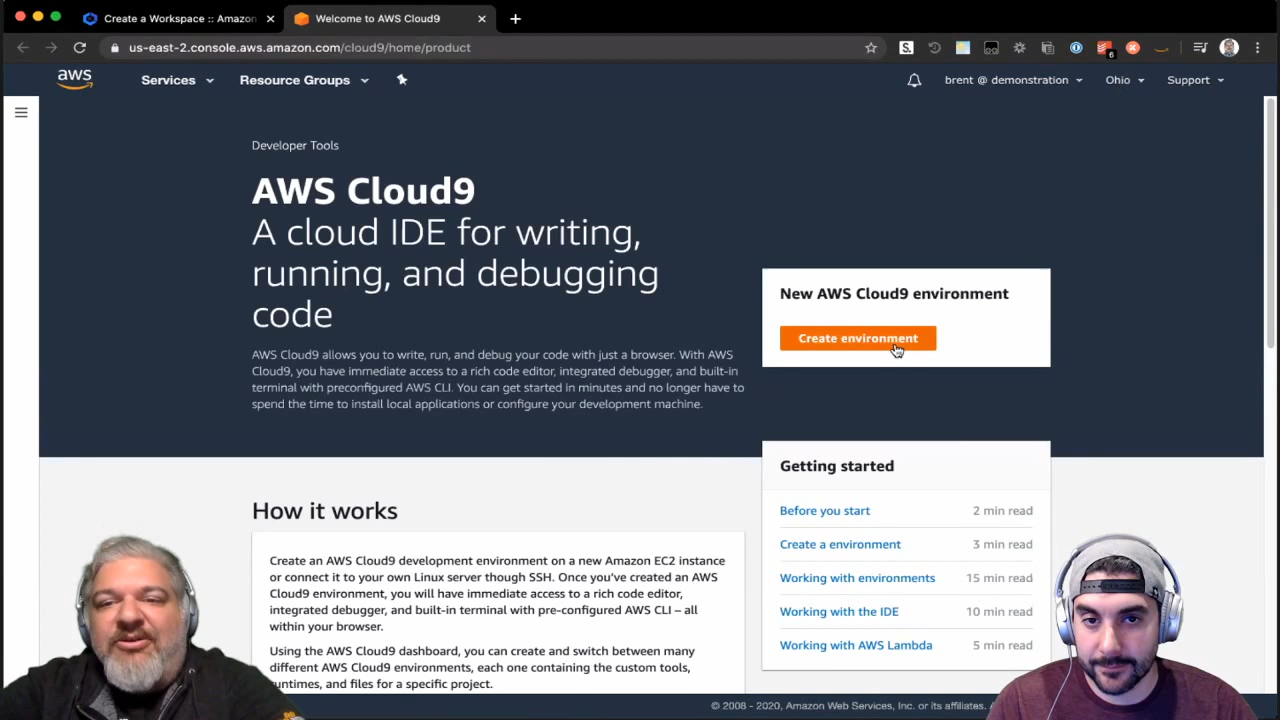 Create a Workspace :: Amazon
Welcome to AWS Cloud9
us-east-2.console.aws.amazon.com/cloud9/home/product
6
aws
Services
Resource Groups
brent @ demonstration
Ohio
Support
Developer Tools
AWS Cloud9
A cloud IDE for writing,
running, and debugging
code
AWS Cloud9 allows you to write, run, and debug your code with just a browser. With AWS
Cloud9, you have immediate access to a rich code editor, integrated debugger, and built-in
terminal with preconfigured AWS CLI. You can get started in minutes and no longer have to
spend the time to install local applications or configure your development machine.
New AWS Cloud9 environment
Create environment
Getting started
Before you start 2 min read
Create a environment 3 min read
Working with environments 15 min read
Working with the IDE 10 min read
Working with AWS Lambda 5 min read
How it works
Create an AWS Cloud9 development environment on a new Amazon EC2 instance
or connect it to your own Linux server though SSH. Once you've created an AWS
Cloud9 environment, you will have immediate access to a rich code editor,
integrated debugger, and built-in terminal with pre-configured AWS CLI – all
within your browser.
Using the AWS Cloud9 dashboard, you can create and switch between many
different AWS Cloud9 environments, each one containing the custom tools,
untimes, and files for a specific project.
© 2008 - 2020, Amazon Web Services, Inc. or its affiliates.